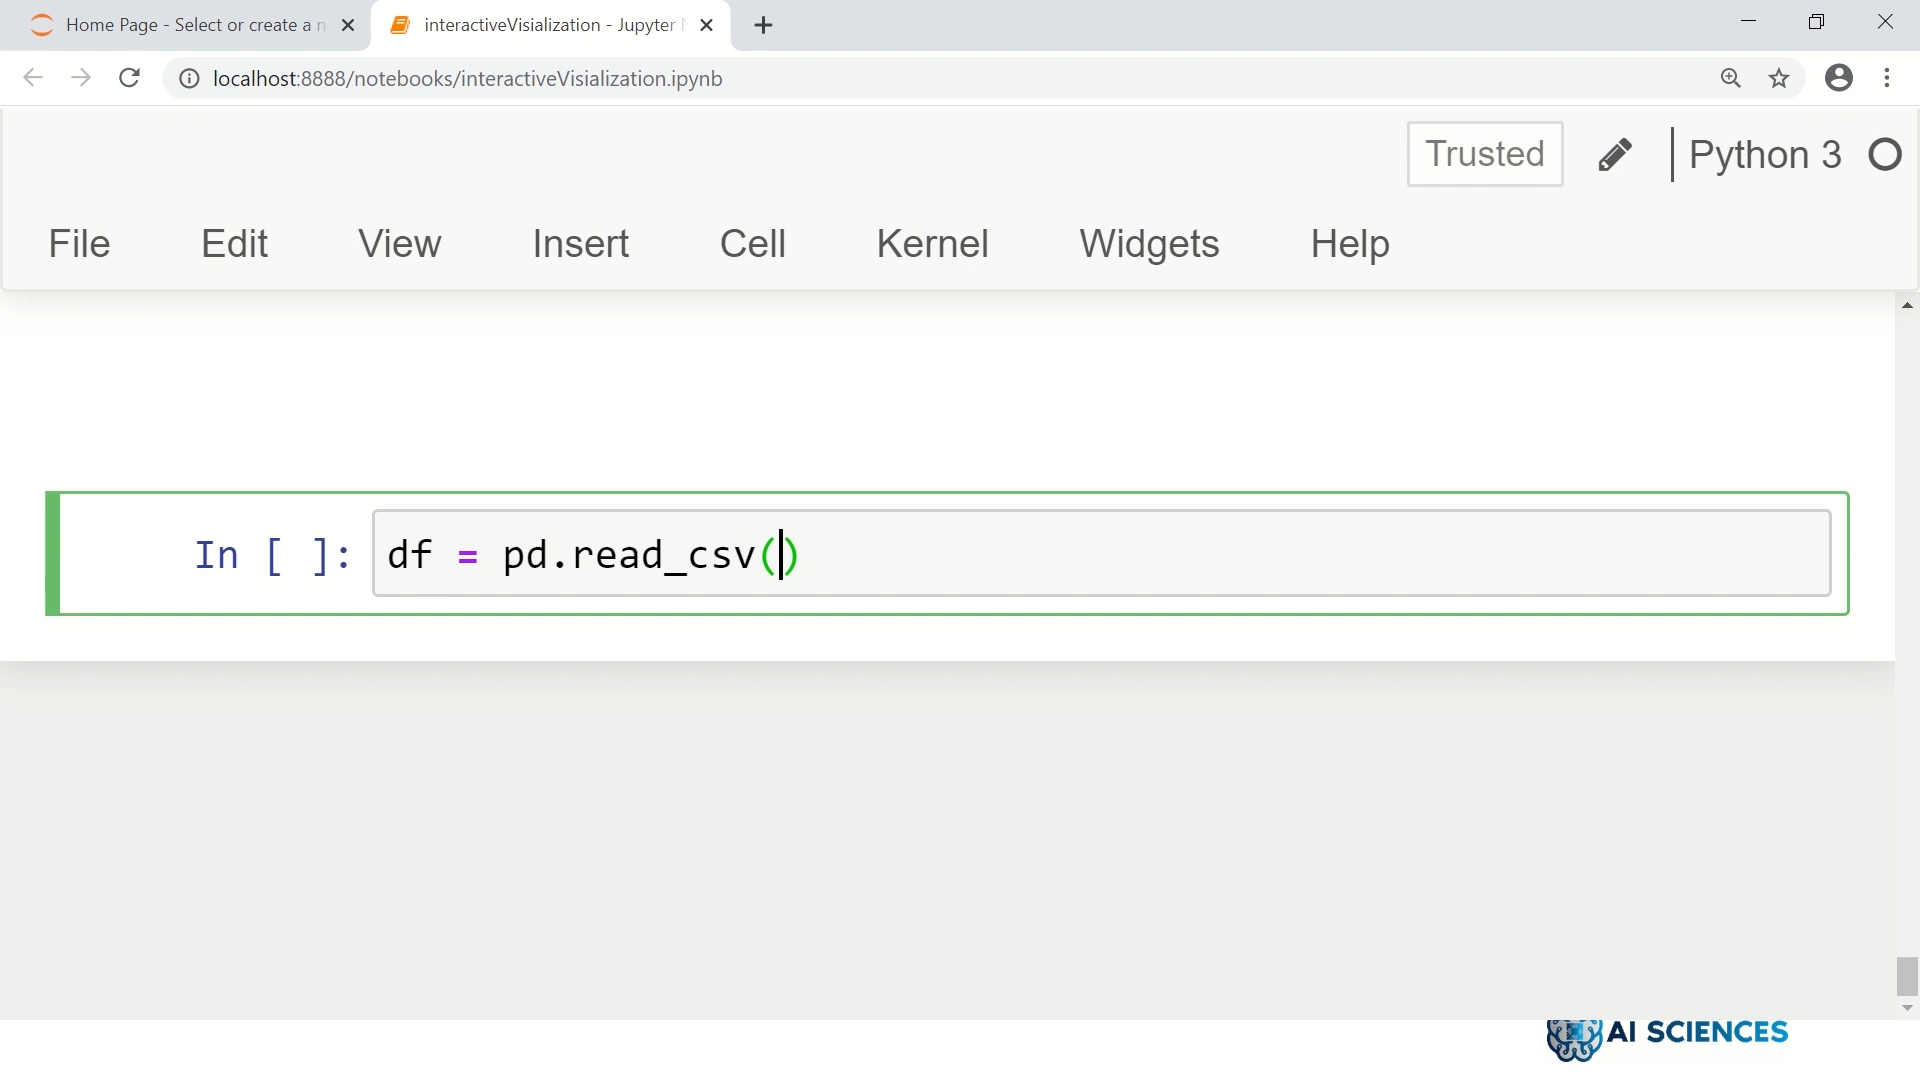 Home Page - Select or create a n
interactiveVisialization - Jupyter
localhost:8888/notebooks/interactiveVisialization.ipynb
Trusted
Python 3
File Edit View Insert Cell Kernel Widgets Help
In [ ]: df = pd.read_csv()
AI SCIENCES